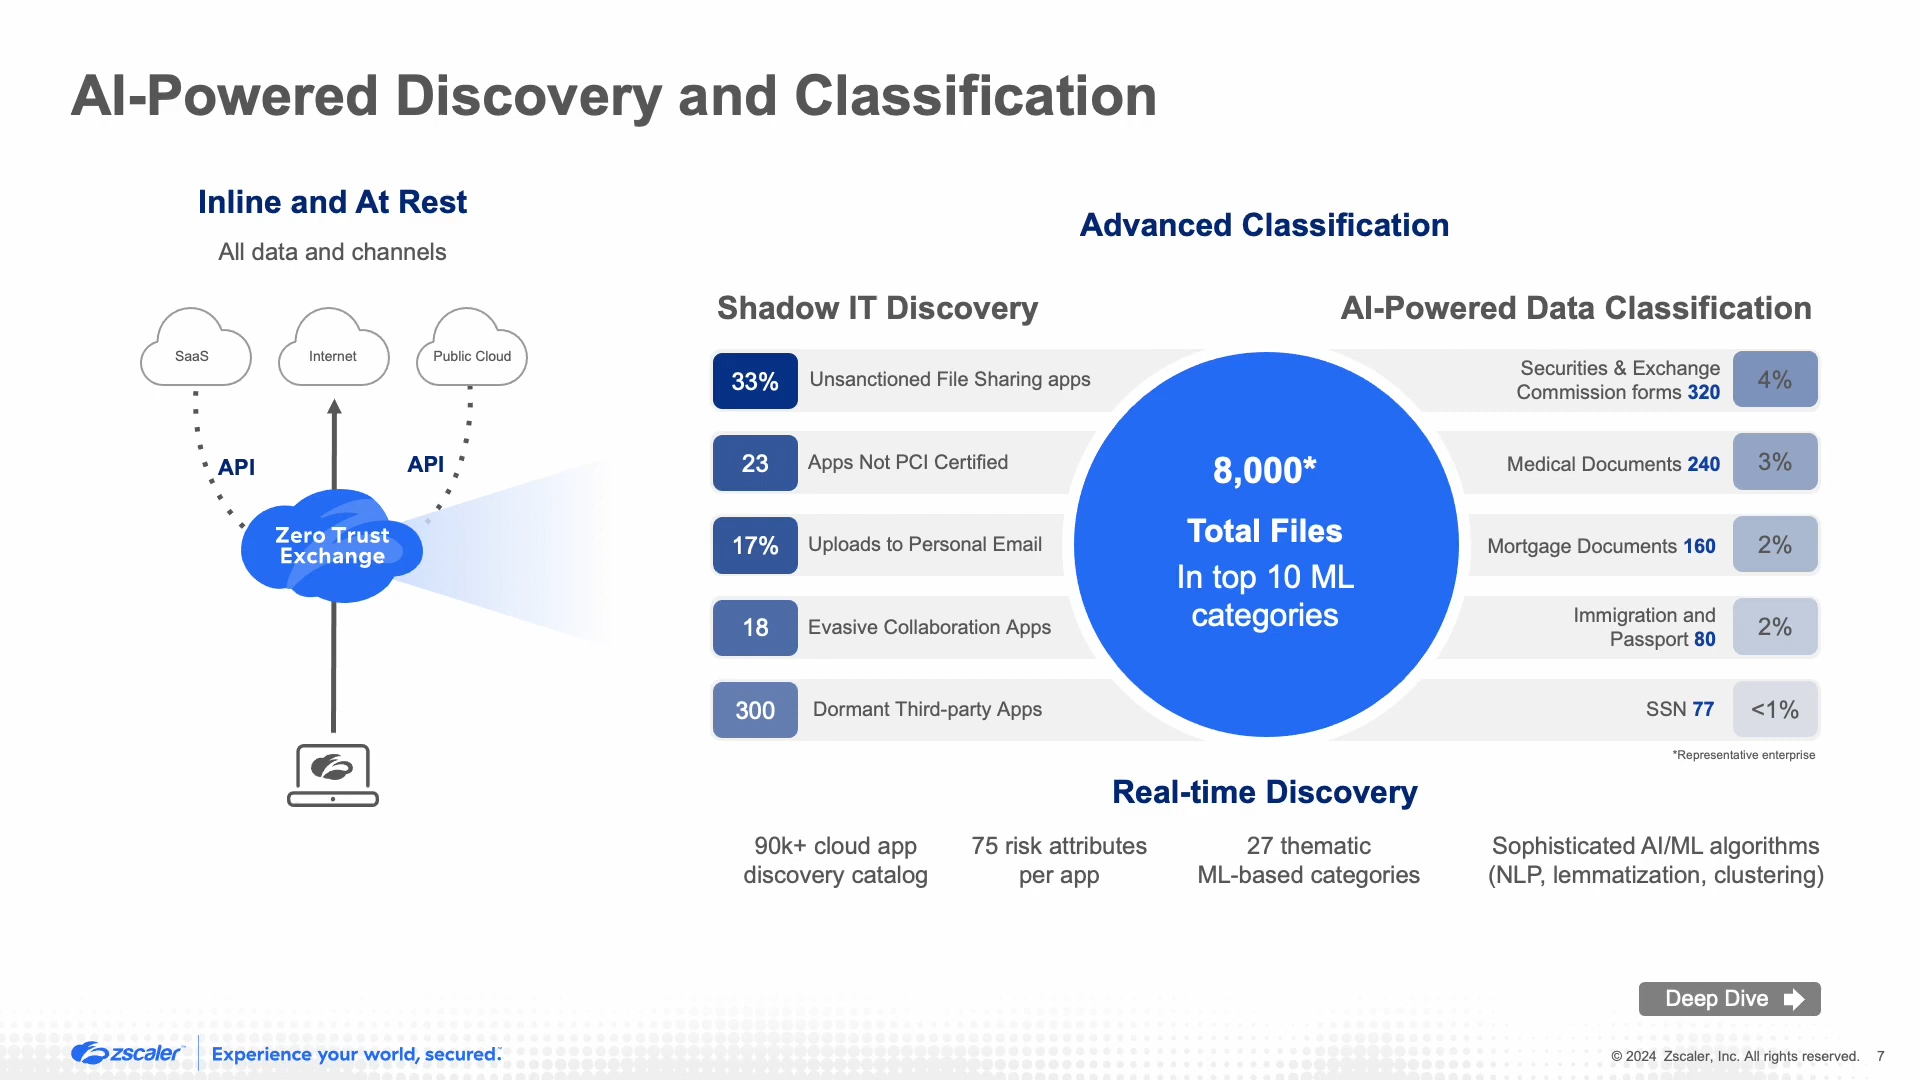 AI-Powered Discovery and Classification
Inline and At Rest
All data and channels
SaaS
Internet
Public Cloud
API
API
Zero Trust
Exchange
Advanced Classification
Shadow IT Discovery
33%
Unsanctioned File Sharing apps
23
Apps Not PCI Certified
17%
Uploads to Personal Email
18
Evasive Collaboration Apps
300
Dormant Third-party Apps
8,000*
Total Files
In top 10 ML
categories
AI-Powered Data Classification
Securities & Exchange
Commission forms 320
4%
Medical Documents 240
3%
Mortgage Documents 160
2%
Immigration and
Passport 80
2%
SSN 77
<1%
*Representative enterprise
Real-time Discovery
90k+ cloud app
discovery catalog
75 risk attributes
per app
27 thematic
ML-based categories
Sophisticated AI/ML algorithms
(NLP, lemmatization, clustering)
Deep Dive
zscaler™
Experience your world, secured.™
© 2024 Zscaler, Inc. All rights reserved. 7